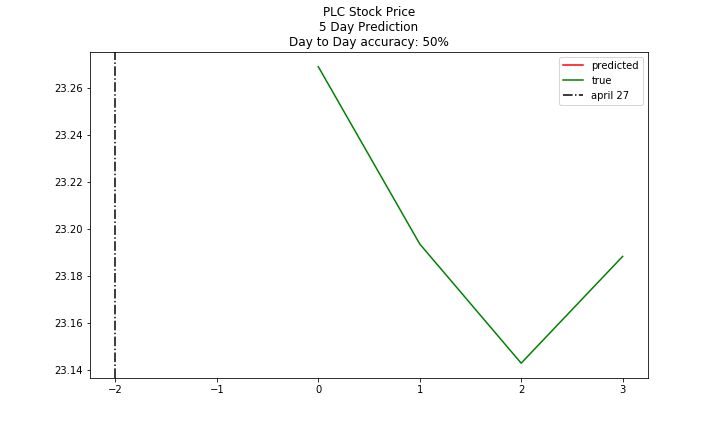 PLC Stock Price
5 Day Prediction
Day to Day accuracy: 50%
predicted
true
april 27
23.26
23.24
23.22
23.20
23.18
23.16
23.14
−2
−1
0
1
2
3